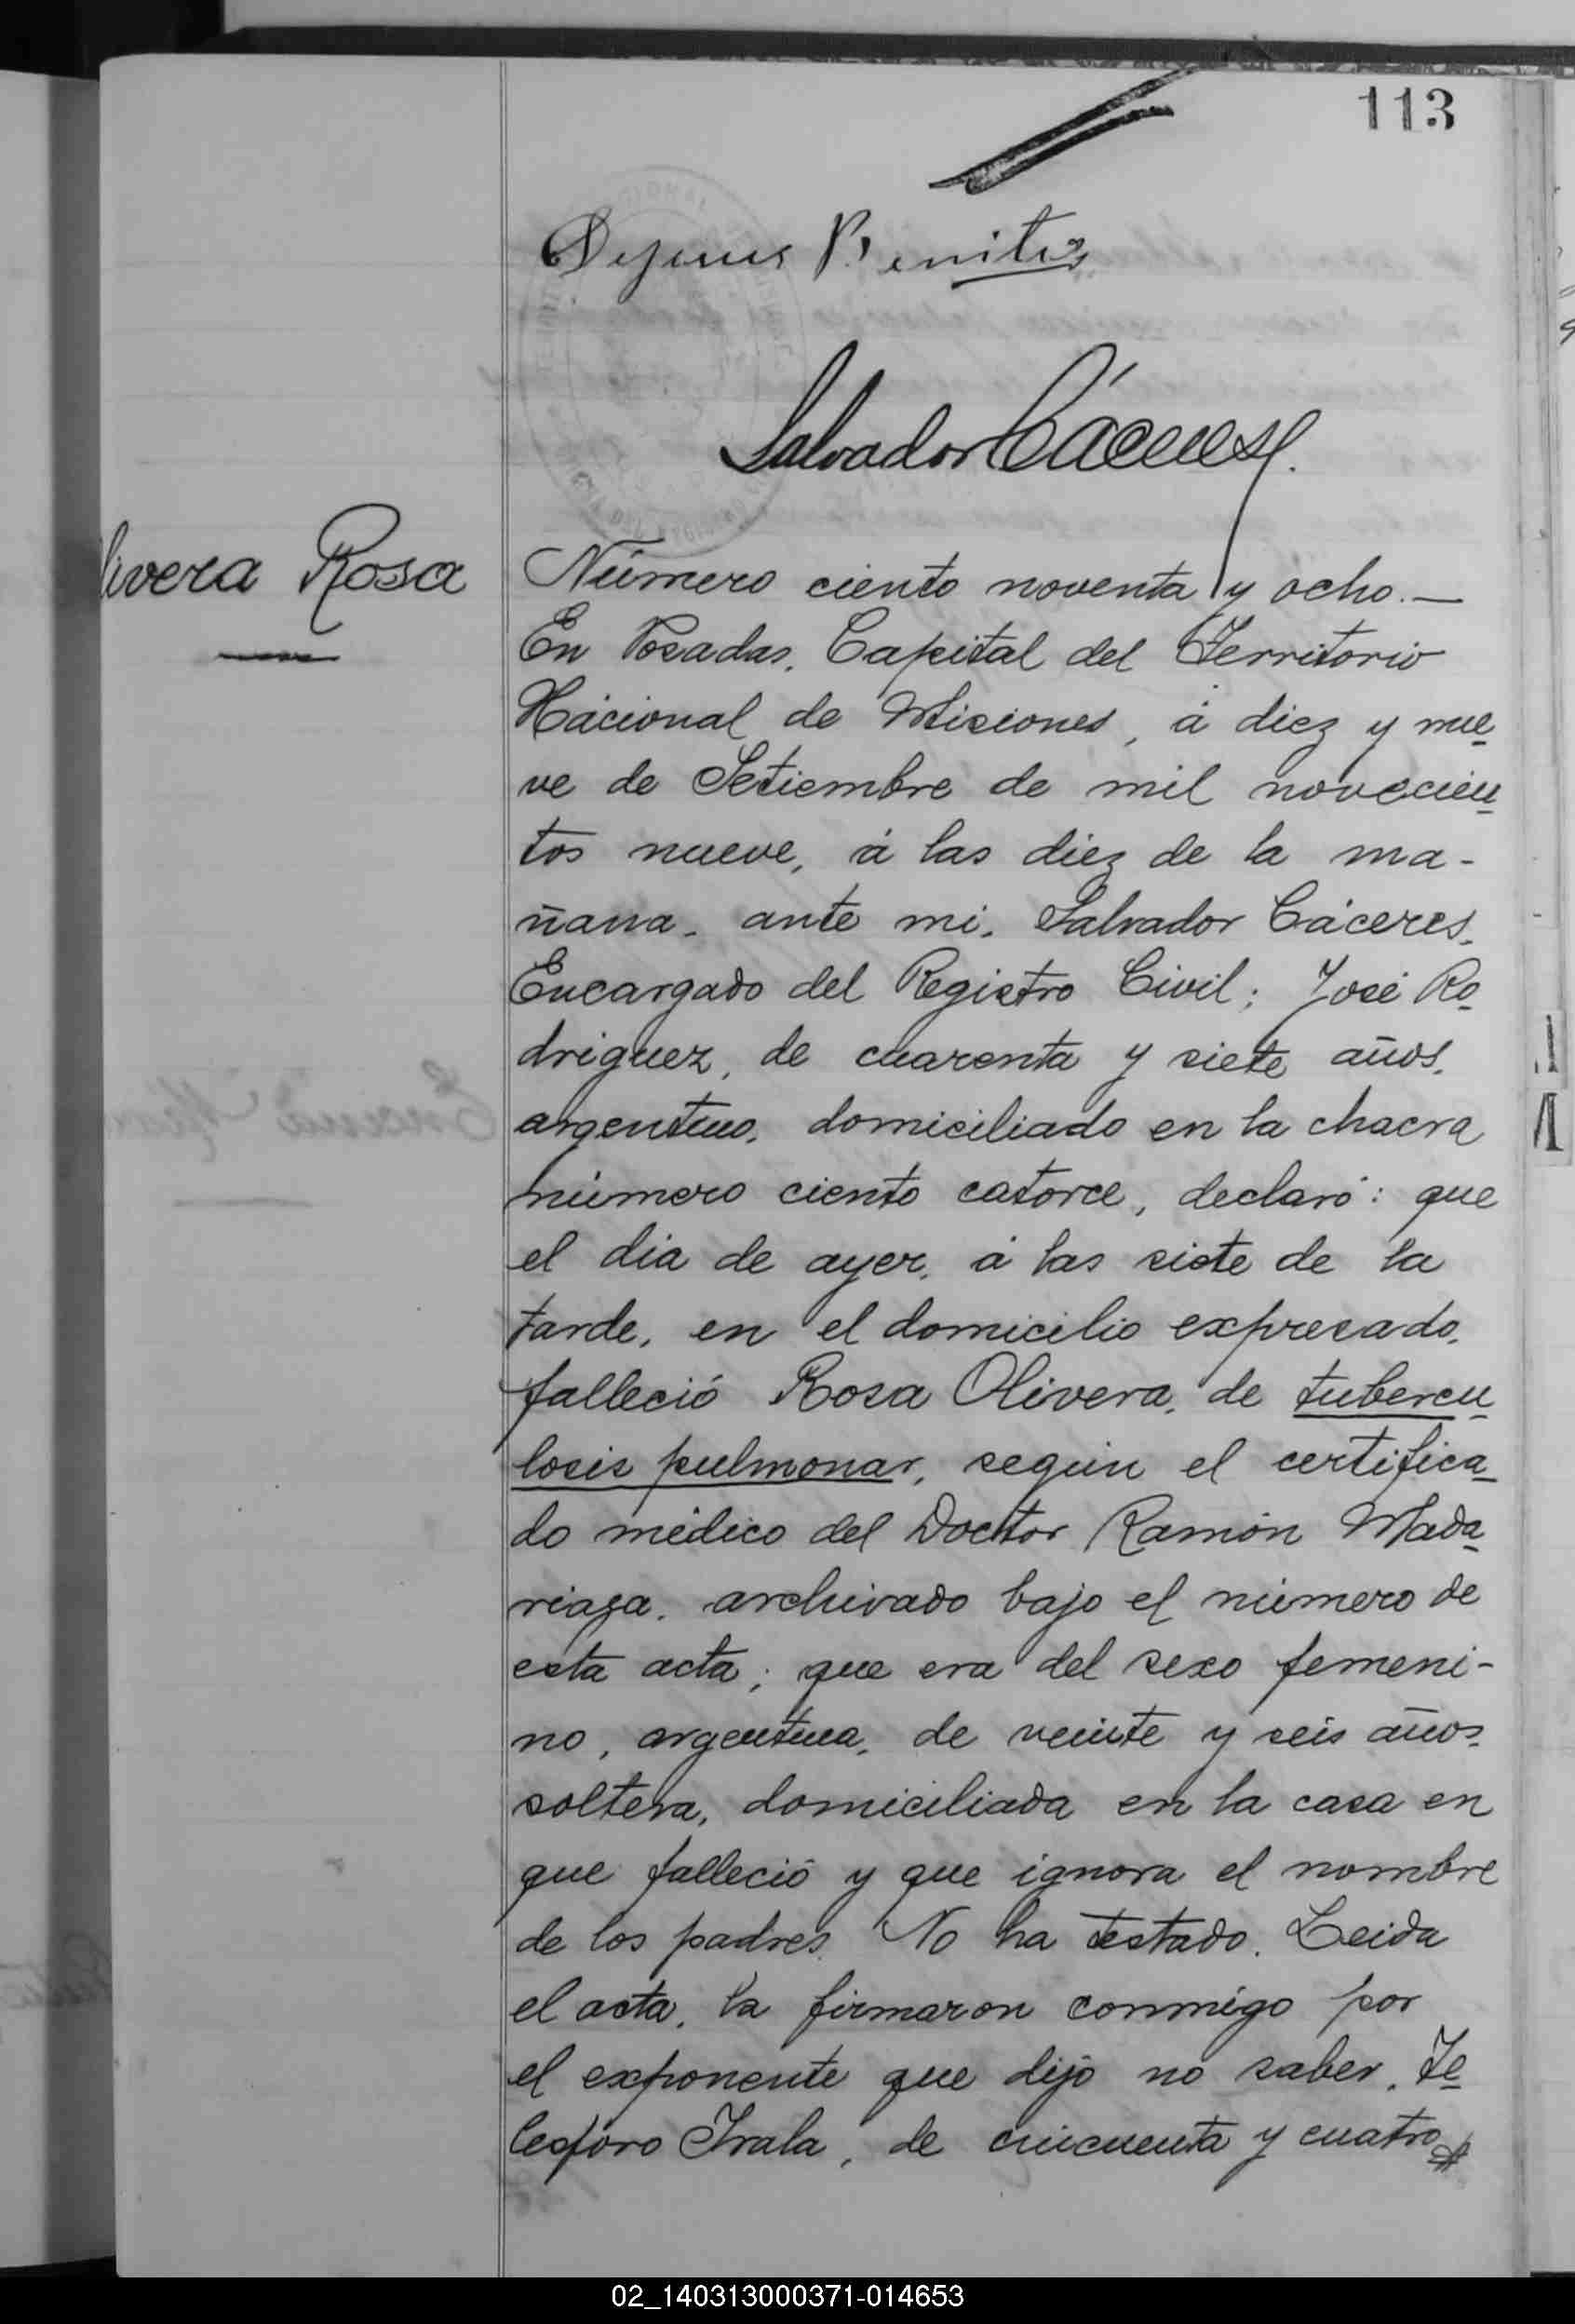 113
Benites
Salvador Cáceres
Olivera Rosa
Número ciento noventa y ocho.—
En Posadas, Capital del Territorio
Nacional de Misiones, á diez y nue
ve de Setiembre de mil novecien
tos nueve, á las diez de la ma-
ñana, ante mi, Salvador Cáceres,
Encargado del Registro Civil; José Ro
driguez, de cuarenta y siete años,
argentino, domiciliado en la chacra
número ciento catorce, declaró: que
el dia de ayer, á las siete de la
tarde, en el domicilio expresado,
falleció Rosa Olivera, de tubercu
losis pulmonar, según el certifica
do médico del Doctor Ramón Mada
riaga, archivado bajo el número de
esta acta; que era del sexo femeni-
no, argentina, de veinte y seis años,
soltera, domiciliada en la casa en
que falleció y que ignora el nombre
de los padres. No ha testado. Leida
el acta, la firmaron conmigo por
el exponente que dijo no saber, Te
lesforo Irala, de cincuenta y cuatro
02_140313000371-014653